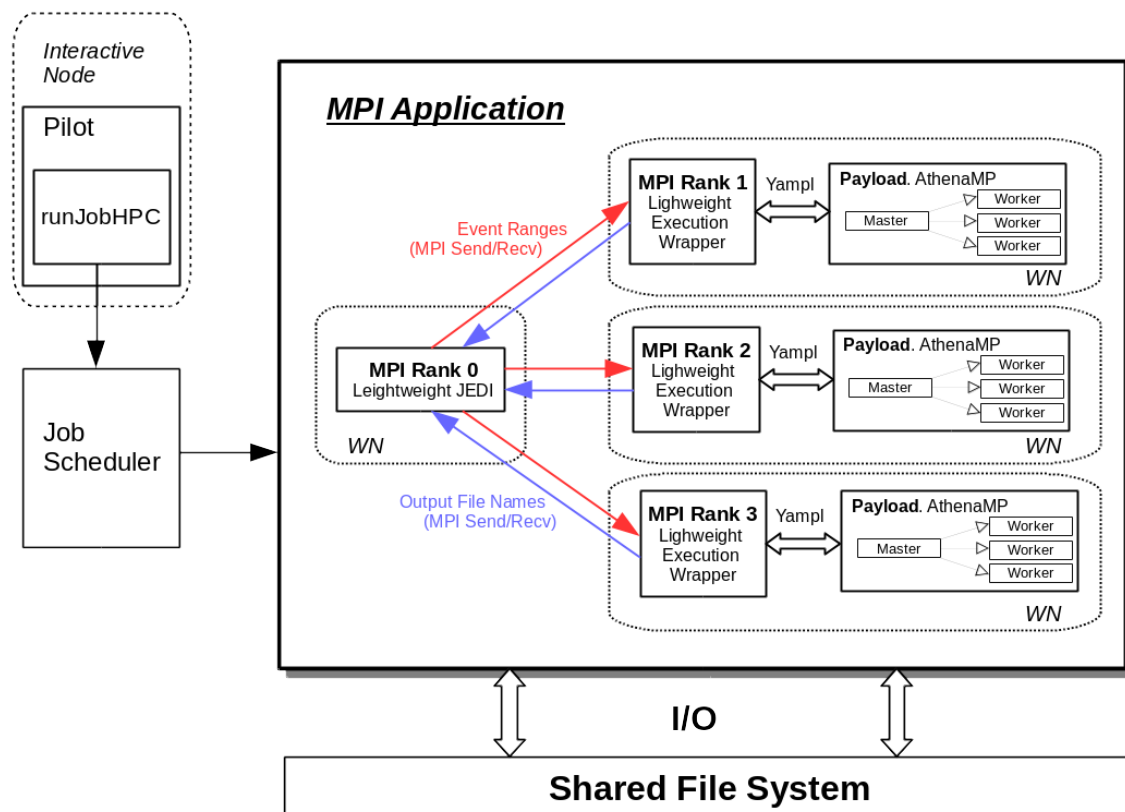 Interactive
Node
Pilot
runJobHPC
Job
Scheduler
MPI Application
Event Ranges
(MPI Send/Recv)
MPI Rank 0
Leightweight JEDI
WN
Output File Names
(MPI Send/Recv)
MPI Rank 1
Lighweight
Execution
Wrapper
Yampl
Payload. AthenaMP
Master
Worker
Worker
Worker
WN
MPI Rank 2
Lighweight
Execution
Wrapper
Yampl
Payload. AthenaMP
Master
Worker
Worker
Worker
WN
MPI Rank 3
Lighweight
Execution
Wrapper
Yampl
Payload. AthenaMP
Master
Worker
Worker
Worker
WN
I/O
Shared File System